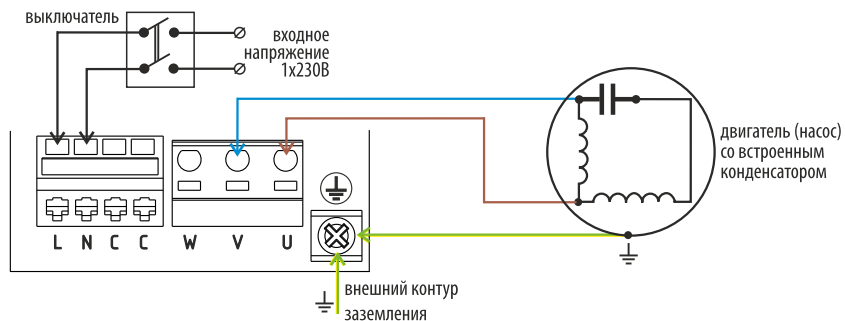 выключатель
входное
напряжение
1x230В
двигатель (насос)
со встроенным
конденсатором
L N C C W V U
внешний контур
заземления